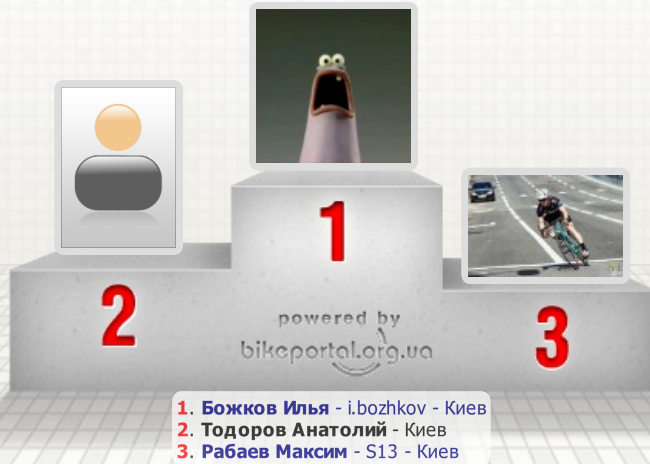 1
2
3
powered by
bikeportal.org.ua
1. Божков Илья - i.bozhkov - Киев
2. Тодоров Анатолий - Киев
3. Рабаев Максим - S13 - Киев